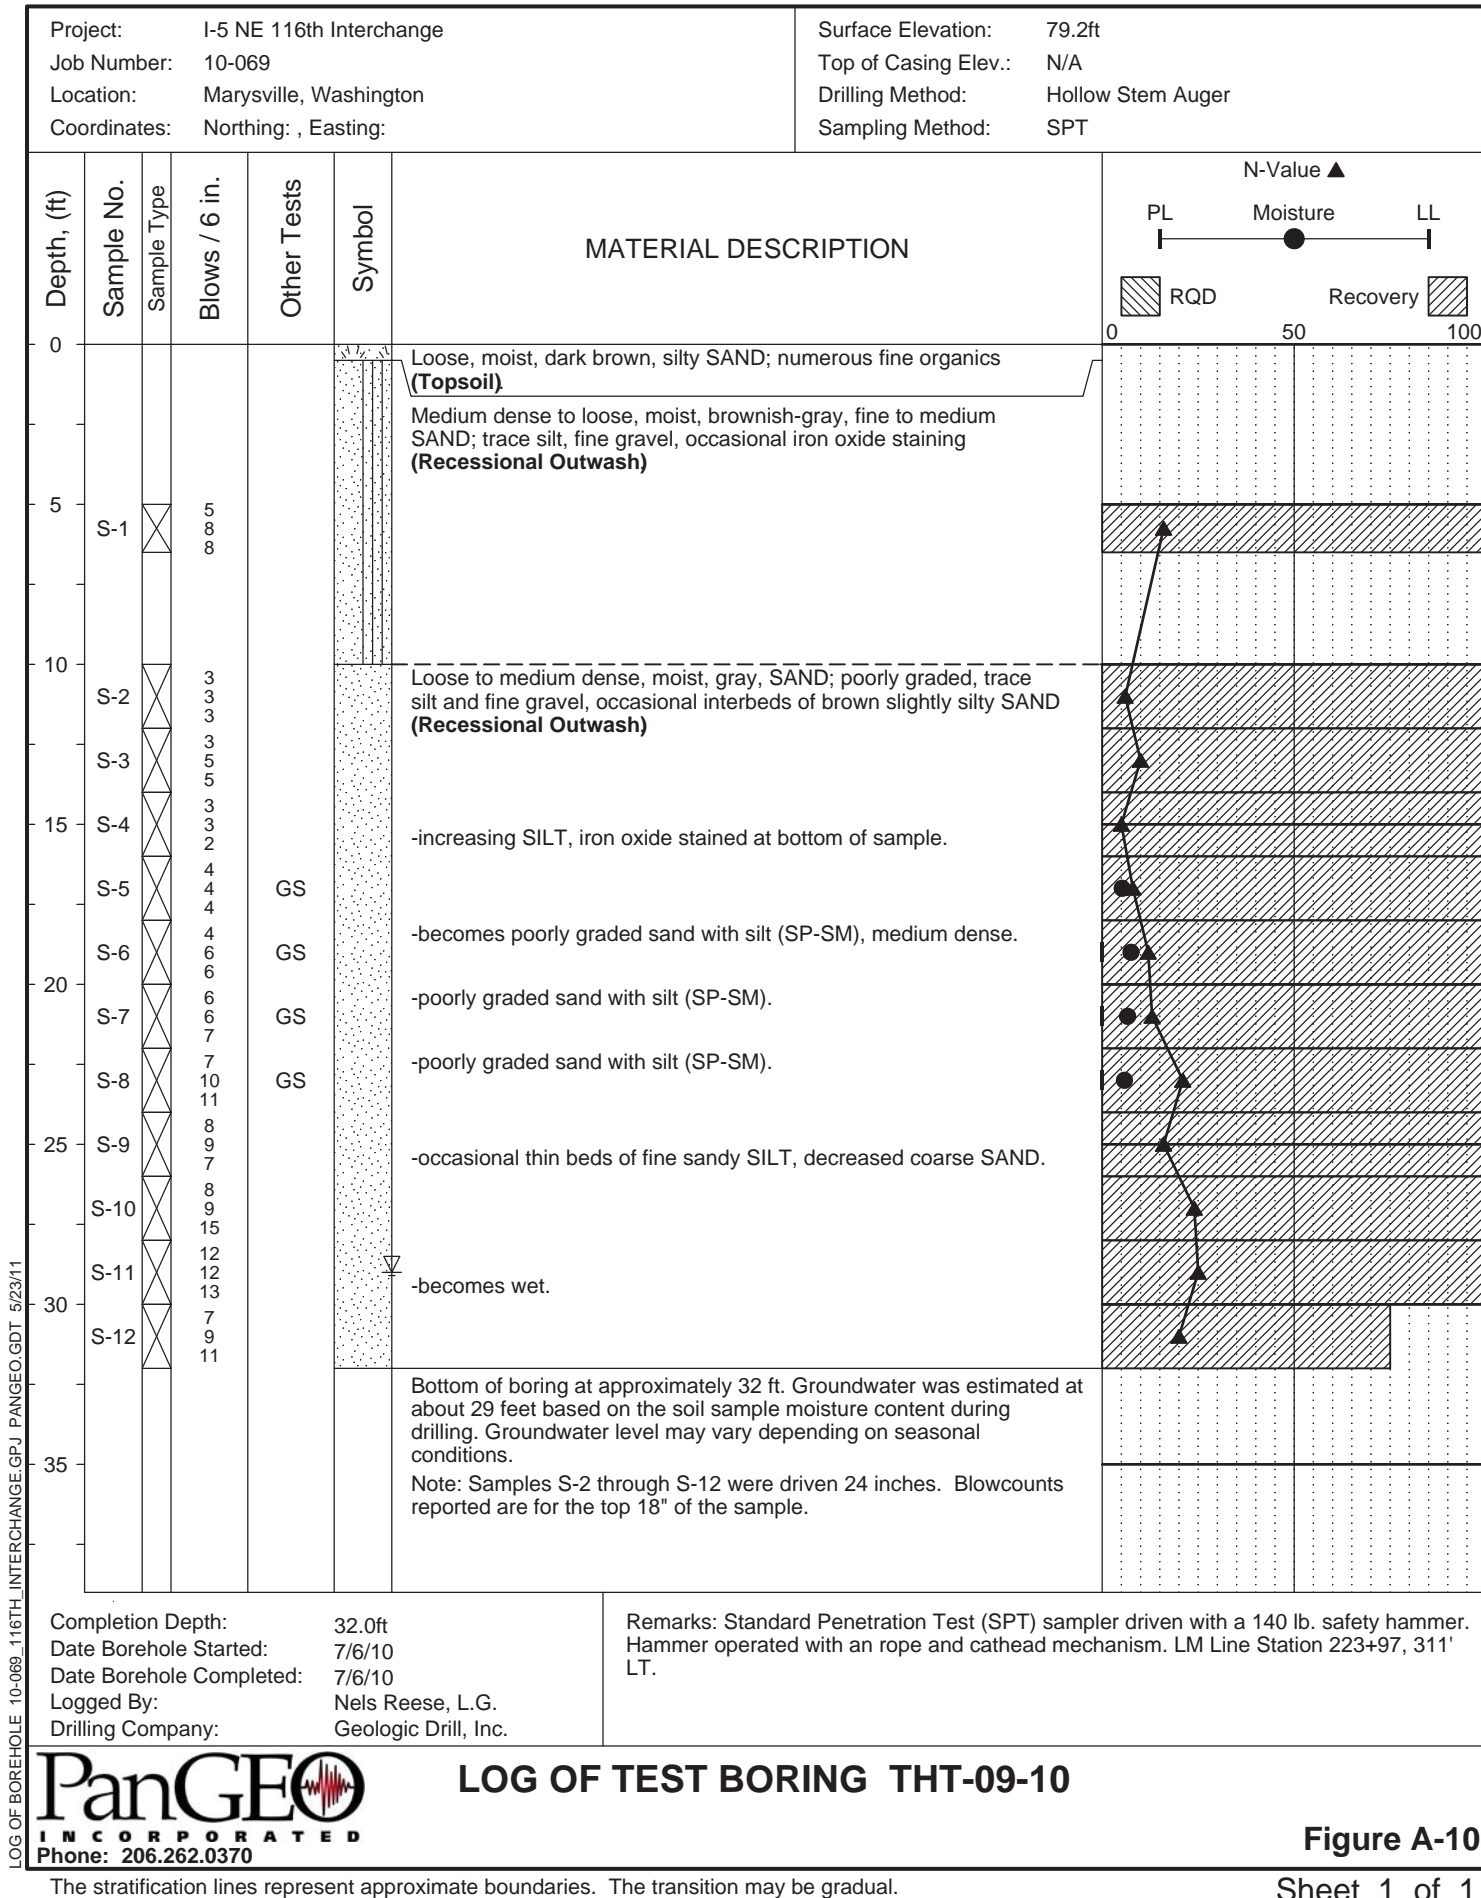 Project: I-5 NE 116th Interchange
Job Number: 10-069
Location: Marysville, Washington
Coordinates: Northing: , Easting:
Surface Elevation: 79.2ft
Top of Casing Elev.: N/A
Drilling Method: Hollow Stem Auger
Sampling Method: SPT
Depth, (ft)
Sample No.
Sample Type
Blows / 6 in.
Other Tests
Symbol
MATERIAL DESCRIPTION
N-Value ▲
PL Moisture LL
RQD Recovery
0 50 100
0
Loose, moist, dark brown, silty SAND; numerous fine organics
(Topsoil)
Medium dense to loose, moist, brownish-gray, fine to medium
SAND; trace silt, fine gravel, occasional iron oxide staining
(Recessional Outwash)
5
S-1
5
8
8
10
S-2
3
3
3
Loose to medium dense, moist, gray, SAND; poorly graded, trace
silt and fine gravel, occasional interbeds of brown slightly silty SAND
(Recessional Outwash)
S-3
3
5
5
15
S-4
3
3
2
-increasing SILT, iron oxide stained at bottom of sample.
S-5
4
4
4
GS
S-6
4
6
6
GS
-becomes poorly graded sand with silt (SP-SM), medium dense.
20
S-7
6
6
7
GS
-poorly graded sand with silt (SP-SM).
S-8
7
10
11
GS
-poorly graded sand with silt (SP-SM).
25
S-9
8
9
7
-occasional thin beds of fine sandy SILT, decreased coarse SAND.
S-10
8
9
15
S-11
12
12
13
-becomes wet.
30
S-12
7
9
11
Bottom of boring at approximately 32 ft. Groundwater was estimated at
about 29 feet based on the soil sample moisture content during
drilling. Groundwater level may vary depending on seasonal
conditions.
35
Note: Samples S-2 through S-12 were driven 24 inches. Blowcounts
reported are for the top 18" of the sample.
Completion Depth: 32.0ft
Date Borehole Started: 7/6/10
Date Borehole Completed: 7/6/10
Logged By: Nels Reese, L.G.
Drilling Company: Geologic Drill, Inc.
Remarks: Standard Penetration Test (SPT) sampler driven with a 140 lb. safety hammer.
Hammer operated with an rope and cathead mechanism. LM Line Station 223+97, 311'
LT.
LOG OF BOREHOLE 10-069_116TH_INTERCHANGE.GPJ PANGEO.GDT 5/23/11
PanGEO
INCORPORATED
Phone: 206.262.0370
LOG OF TEST BORING THT-09-10
Figure A-10
The stratification lines represent approximate boundaries. The transition may be gradual.
Sheet 1 of 1